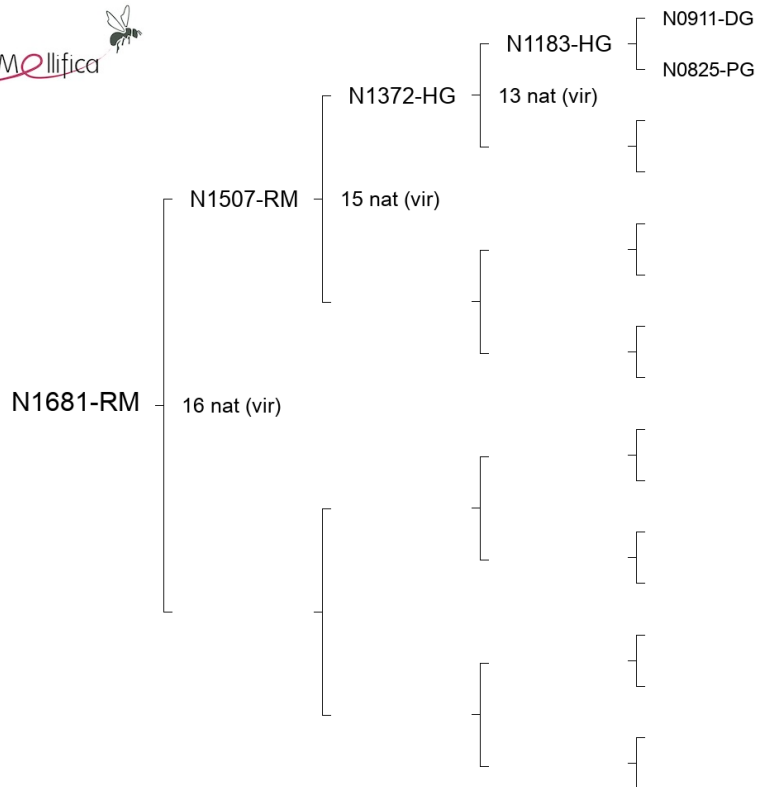 Mellifica
N0911-DG
N1183-HG
N0825-PG
N1372-HG
13 nat (vir)
N1507-RM
15 nat (vir)
N1681-RM
16 nat (vir)